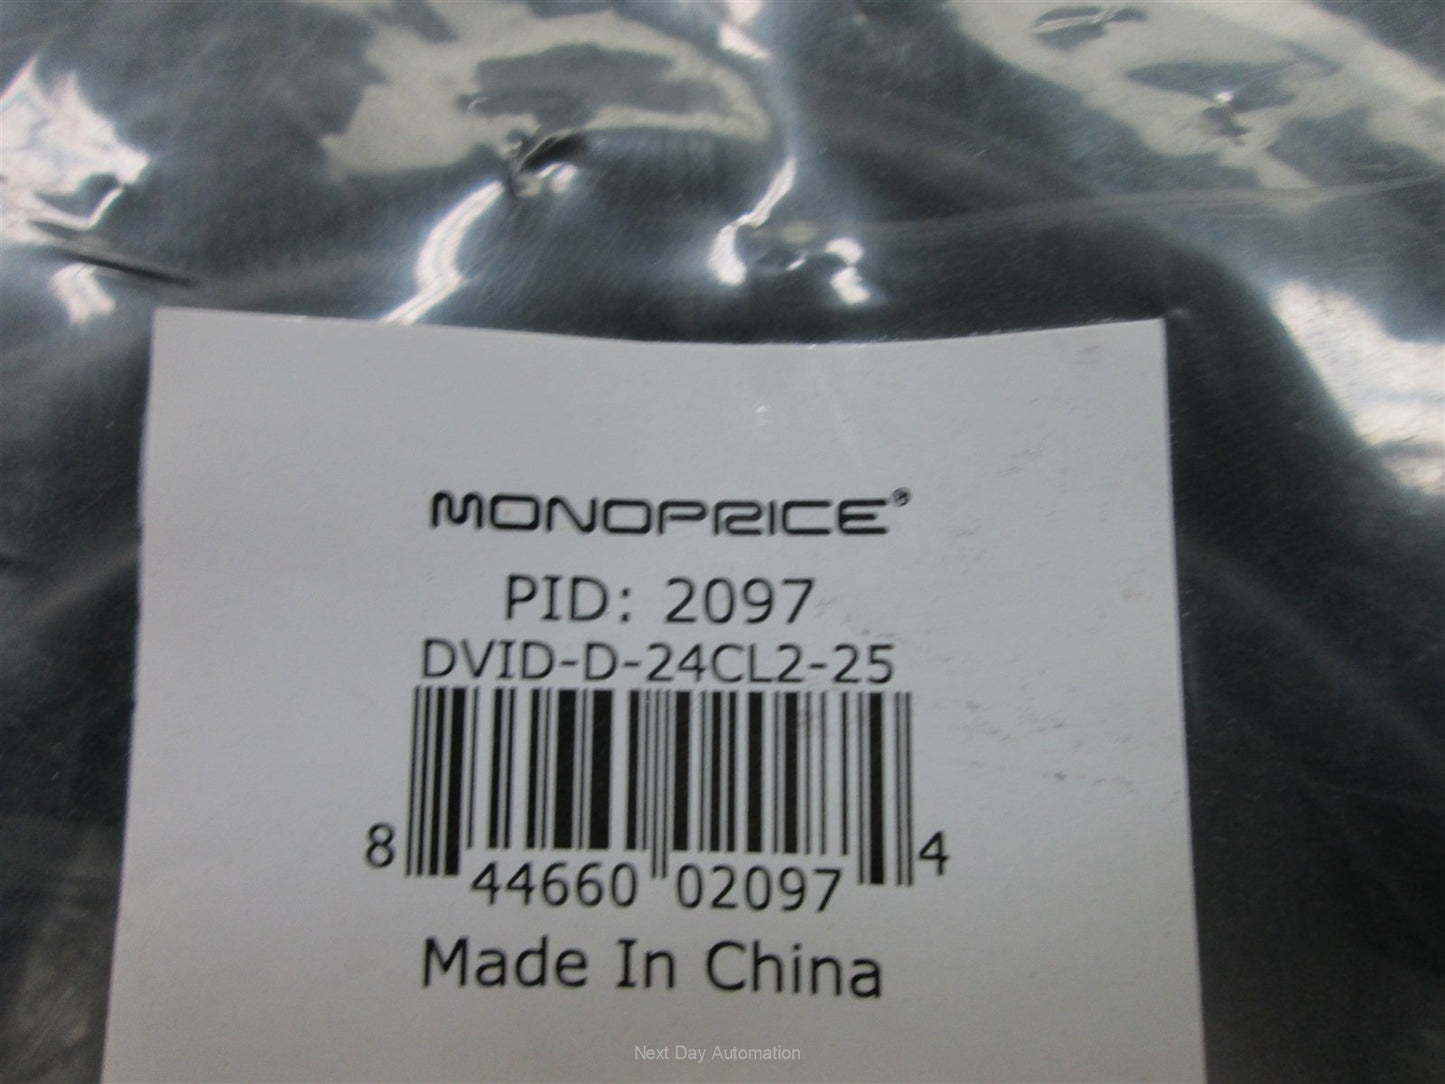 MONOPRICE®
PID: 2097
DVID-D-24CL2-25
8 44660 02097 4
Made In China
Next Day Automation